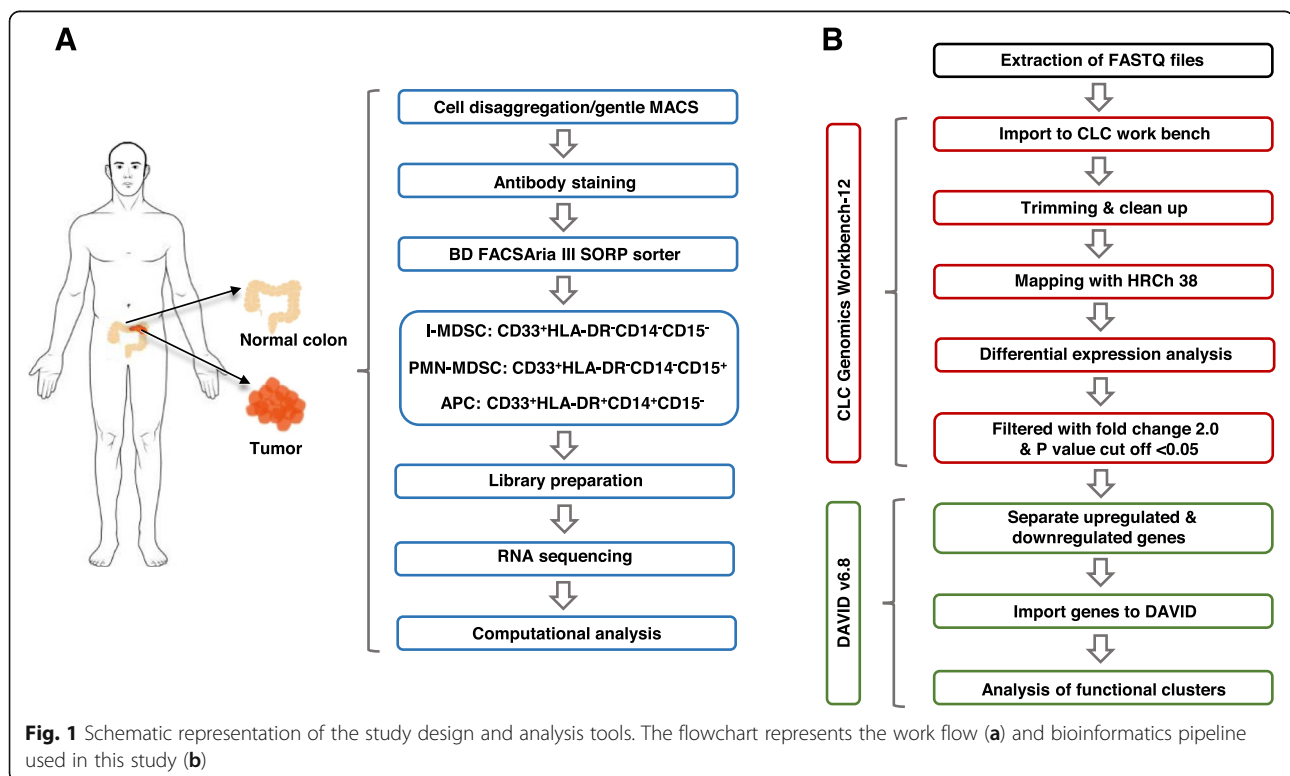 A
Normal colon
Tumor
Cell disaggregation/gentle MACS
Antibody staining
BD FACSAria III SORP sorter
I-MDSC: CD33⁺HLA-DR⁻CD14⁻CD15⁻
PMN-MDSC: CD33⁺HLA-DR⁻CD14⁻CD15⁺
APC: CD33⁺HLA-DR⁺CD14⁺CD15⁻
Library preparation
RNA sequencing
Computational analysis
B
Extraction of FASTQ files
CLC Genomics Workbench-12
Import to CLC work bench
Trimming & clean up
Mapping with HRCh 38
Differential expression analysis
Filtered with fold change 2.0
& P value cut off <0.05
DAVID v6.8
Separate upregulated &
downregulated genes
Import genes to DAVID
Analysis of functional clusters
Fig. 1 Schematic representation of the study design and analysis tools. The flowchart represents the work flow (a) and bioinformatics pipeline
used in this study (b)